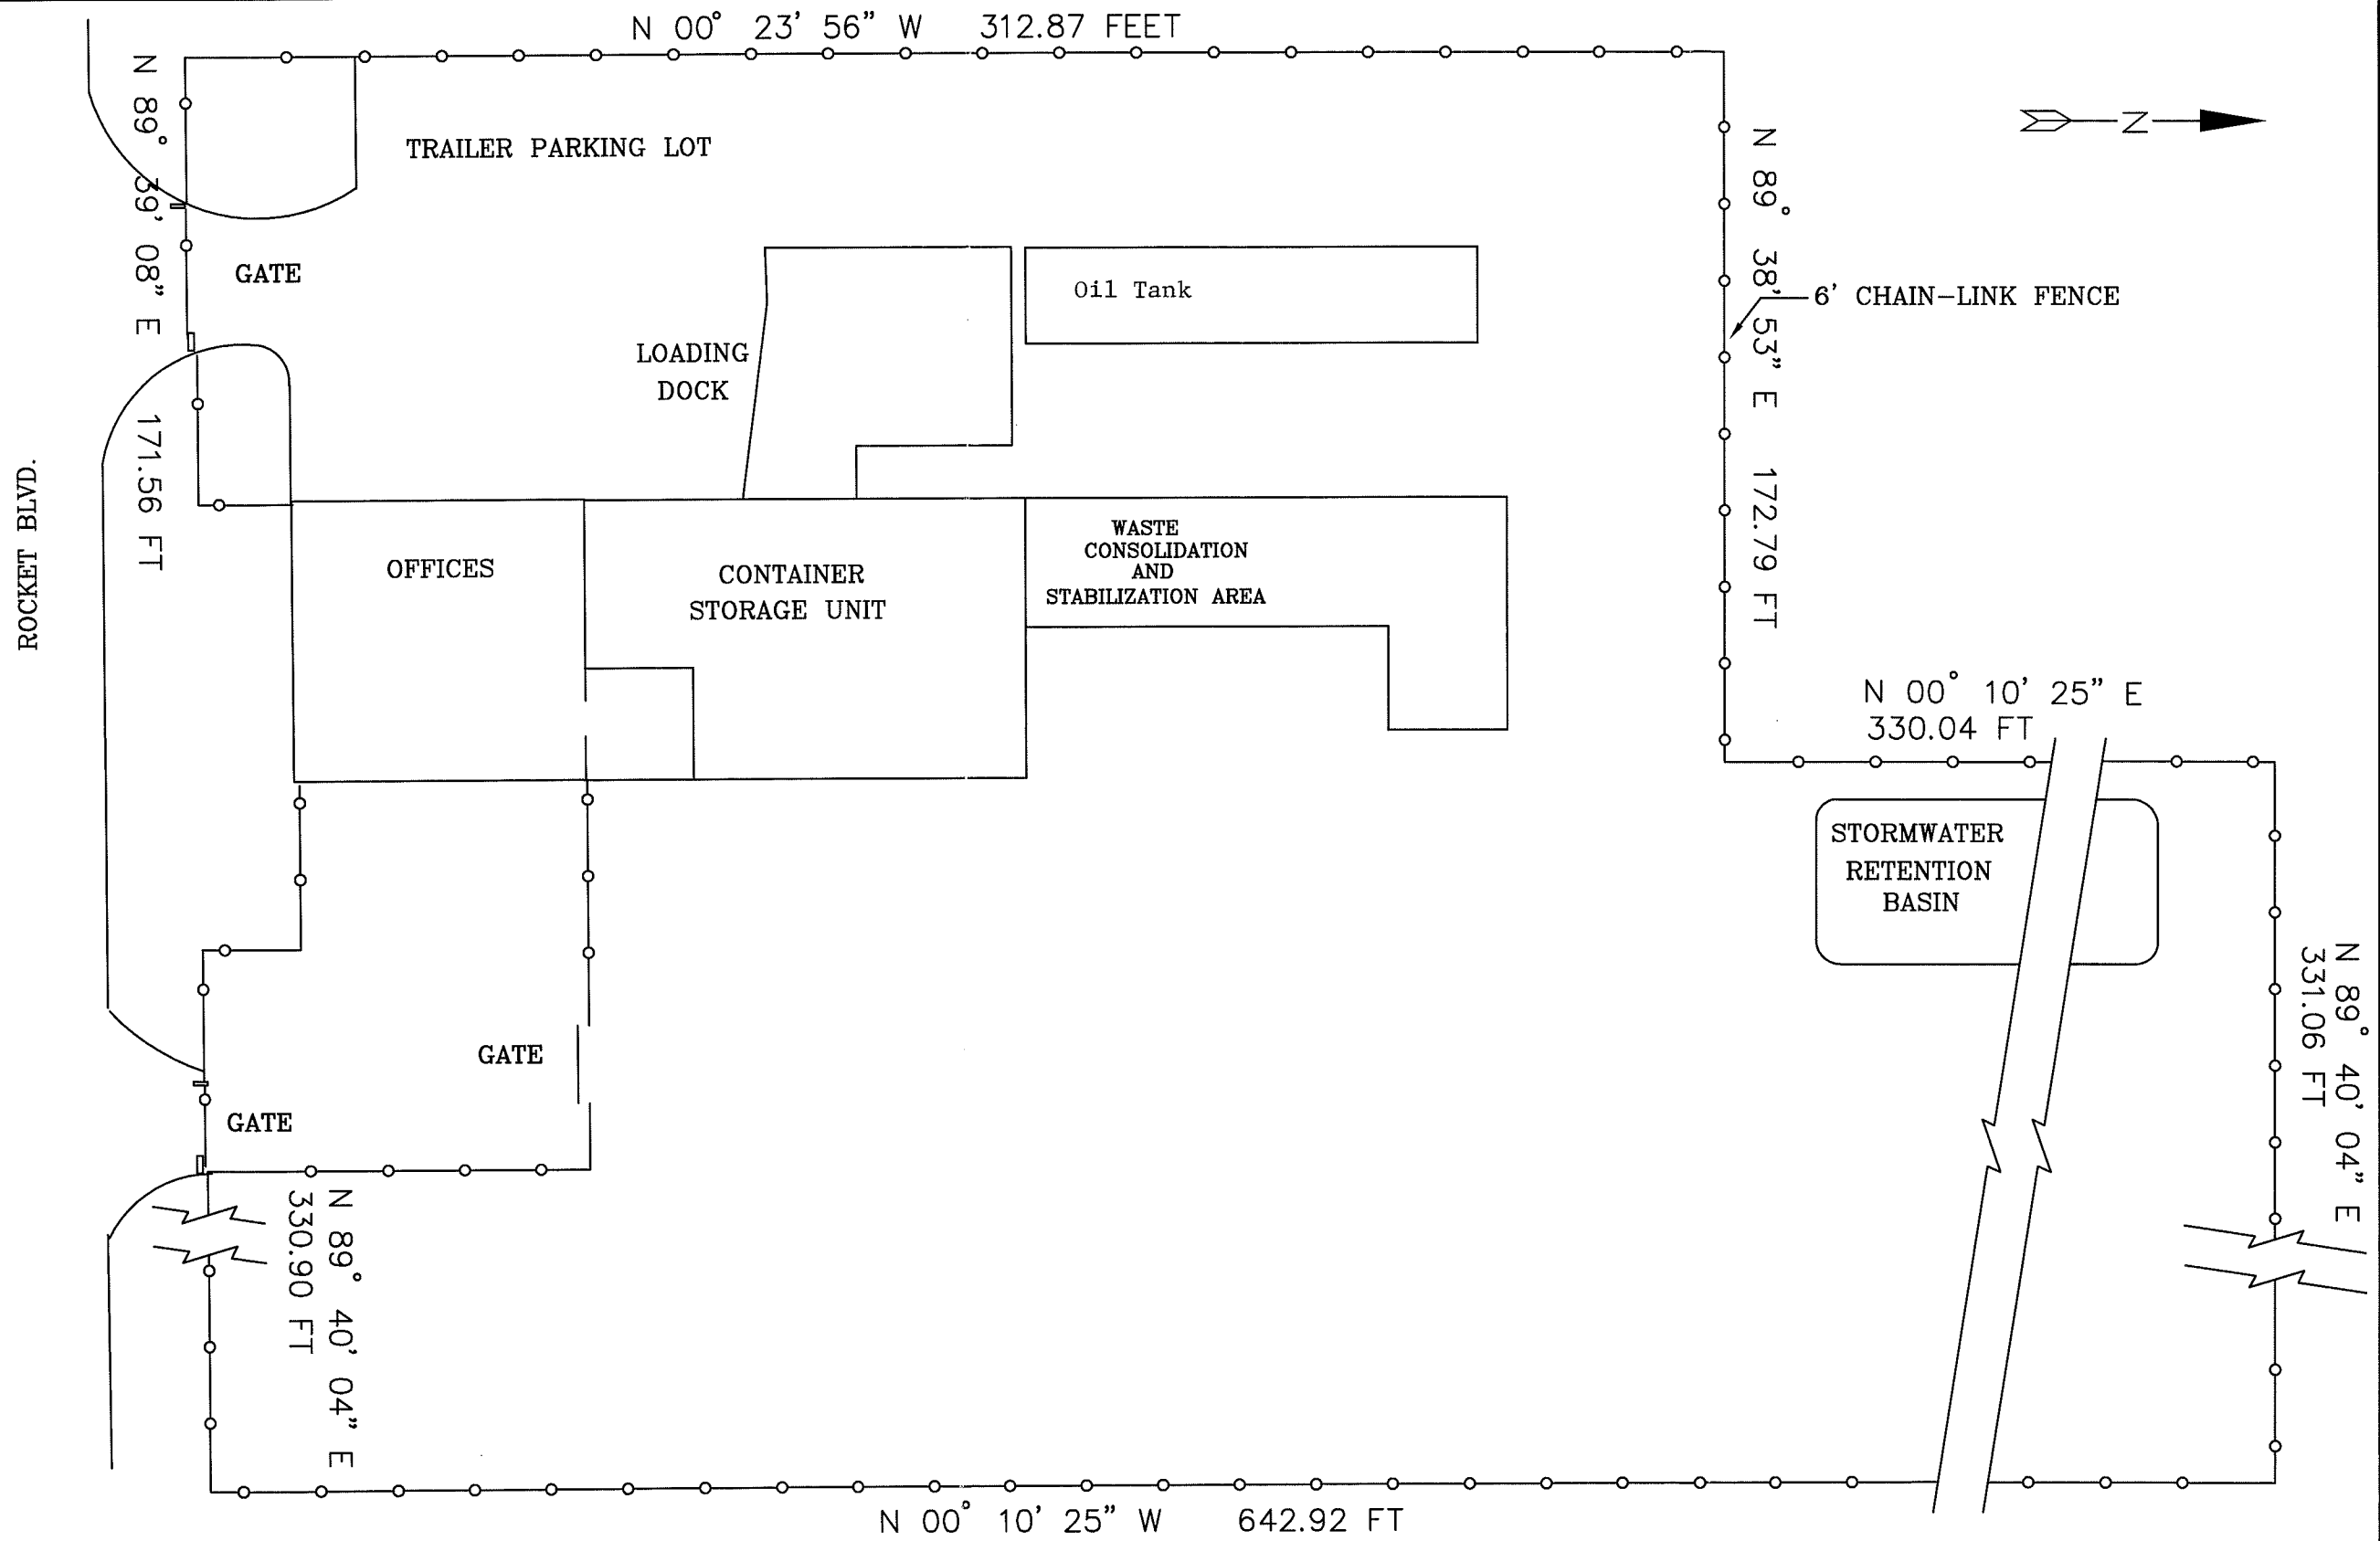 N 00° 23' 56" W 312.87 FEET
N 89° 39' 08" E 171.56 FT
TRAILER PARKING LOT
N
GATE
Oil Tank
N 89° 38' 53" E 172.79 FT
6' CHAIN-LINK FENCE
LOADING
DOCK
ROCKET BLVD.
OFFICES
CONTAINER
STORAGE UNIT
WASTE
CONSOLIDATION
AND
STABILIZATION AREA
N 00° 10' 25" E
330.04 FT
STORMWATER
RETENTION
BASIN
N 89° 40' 04" E
331.06 FT
GATE
GATE
N 89° 40' 04" E
330.90 FT
N 00° 10' 25" W 642.92 FT